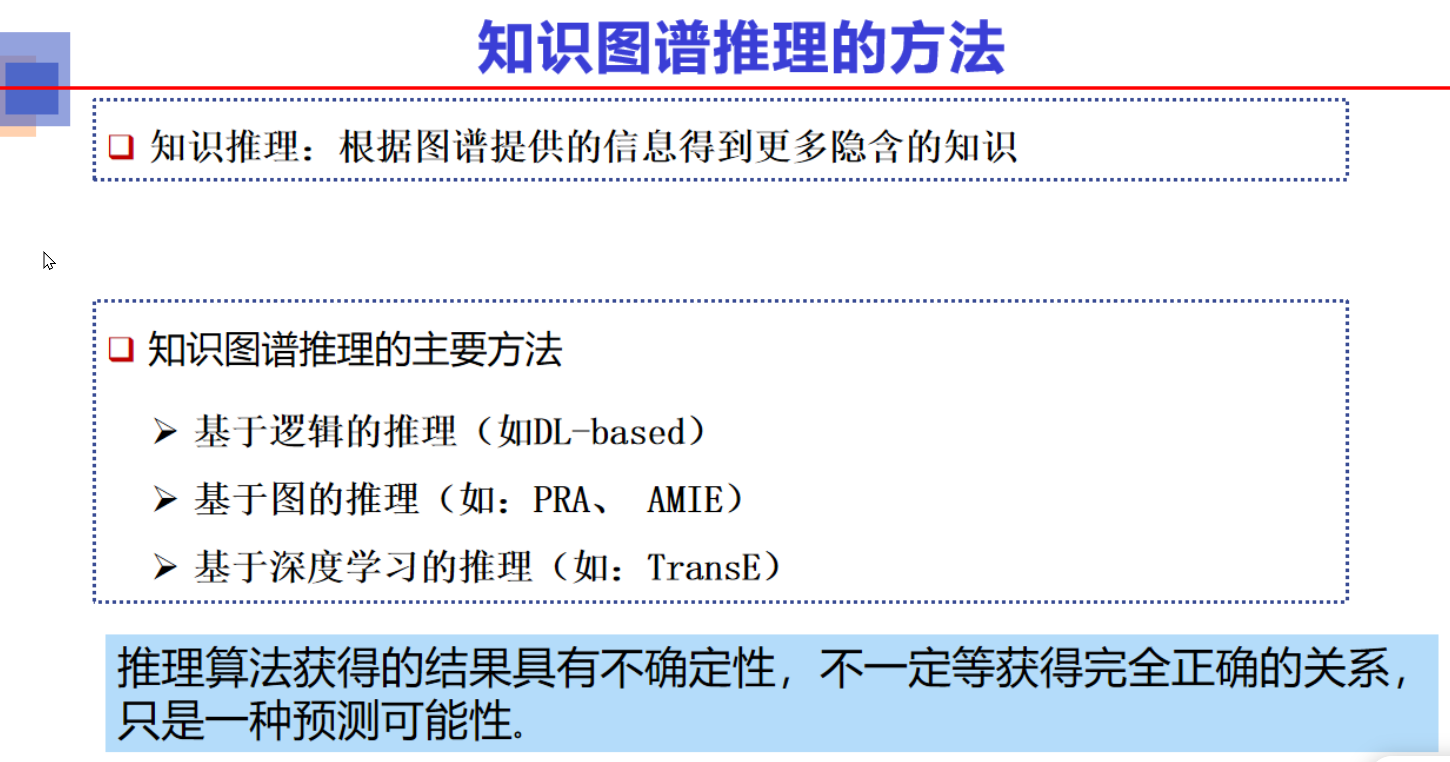 知识图谱推理的方法
知识推理：根据图谱提供的信息得到更多隐含的知识
知识图谱推理的主要方法
基于逻辑的推理（如DL-based）
基于图的推理（如：PRA、 AMIE）
基于深度学习的推理（如：TransE）
推理算法获得的结果具有不确定性，不一定等获得完全正确的关系，
只是一种预测可能性。